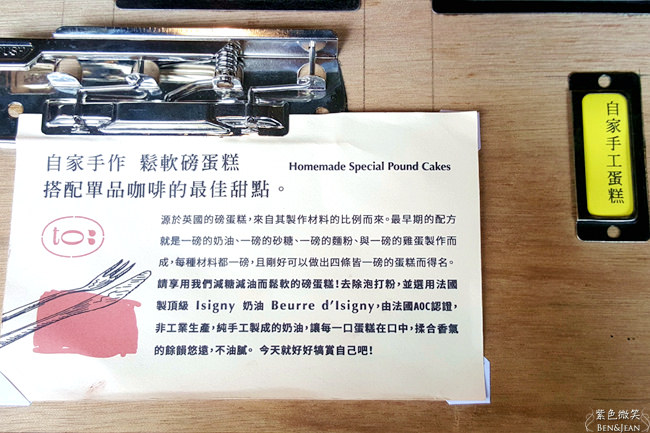 自家手作 鬆軟磅蛋糕
Homemade Special Pound Cakes
搭配單品咖啡的最佳甜點。
源於英國的磅蛋糕，來自其製作材料的比例而來。最早期的配方
就是一磅的奶油、一磅的砂糖、一磅的麵粉、與一磅的雞蛋製作而
成，每種材料都一磅，且剛好可以做出四條皆一磅的蛋糕而得名。
請享用我們減糖減油而鬆軟的磅蛋糕！去除泡打粉，並選用法國
製頂級 Isigny 奶油 Beurre d'Isigny，由法國AOC認證，
非工業生產，純手工製成的奶油，讓每一口蛋糕在口中，揉合香氣
的餘韻悠遠，不油膩。 今天就好好犒賞自己吧！
自家手工蛋糕
紫色微笑
BEN&JEAN